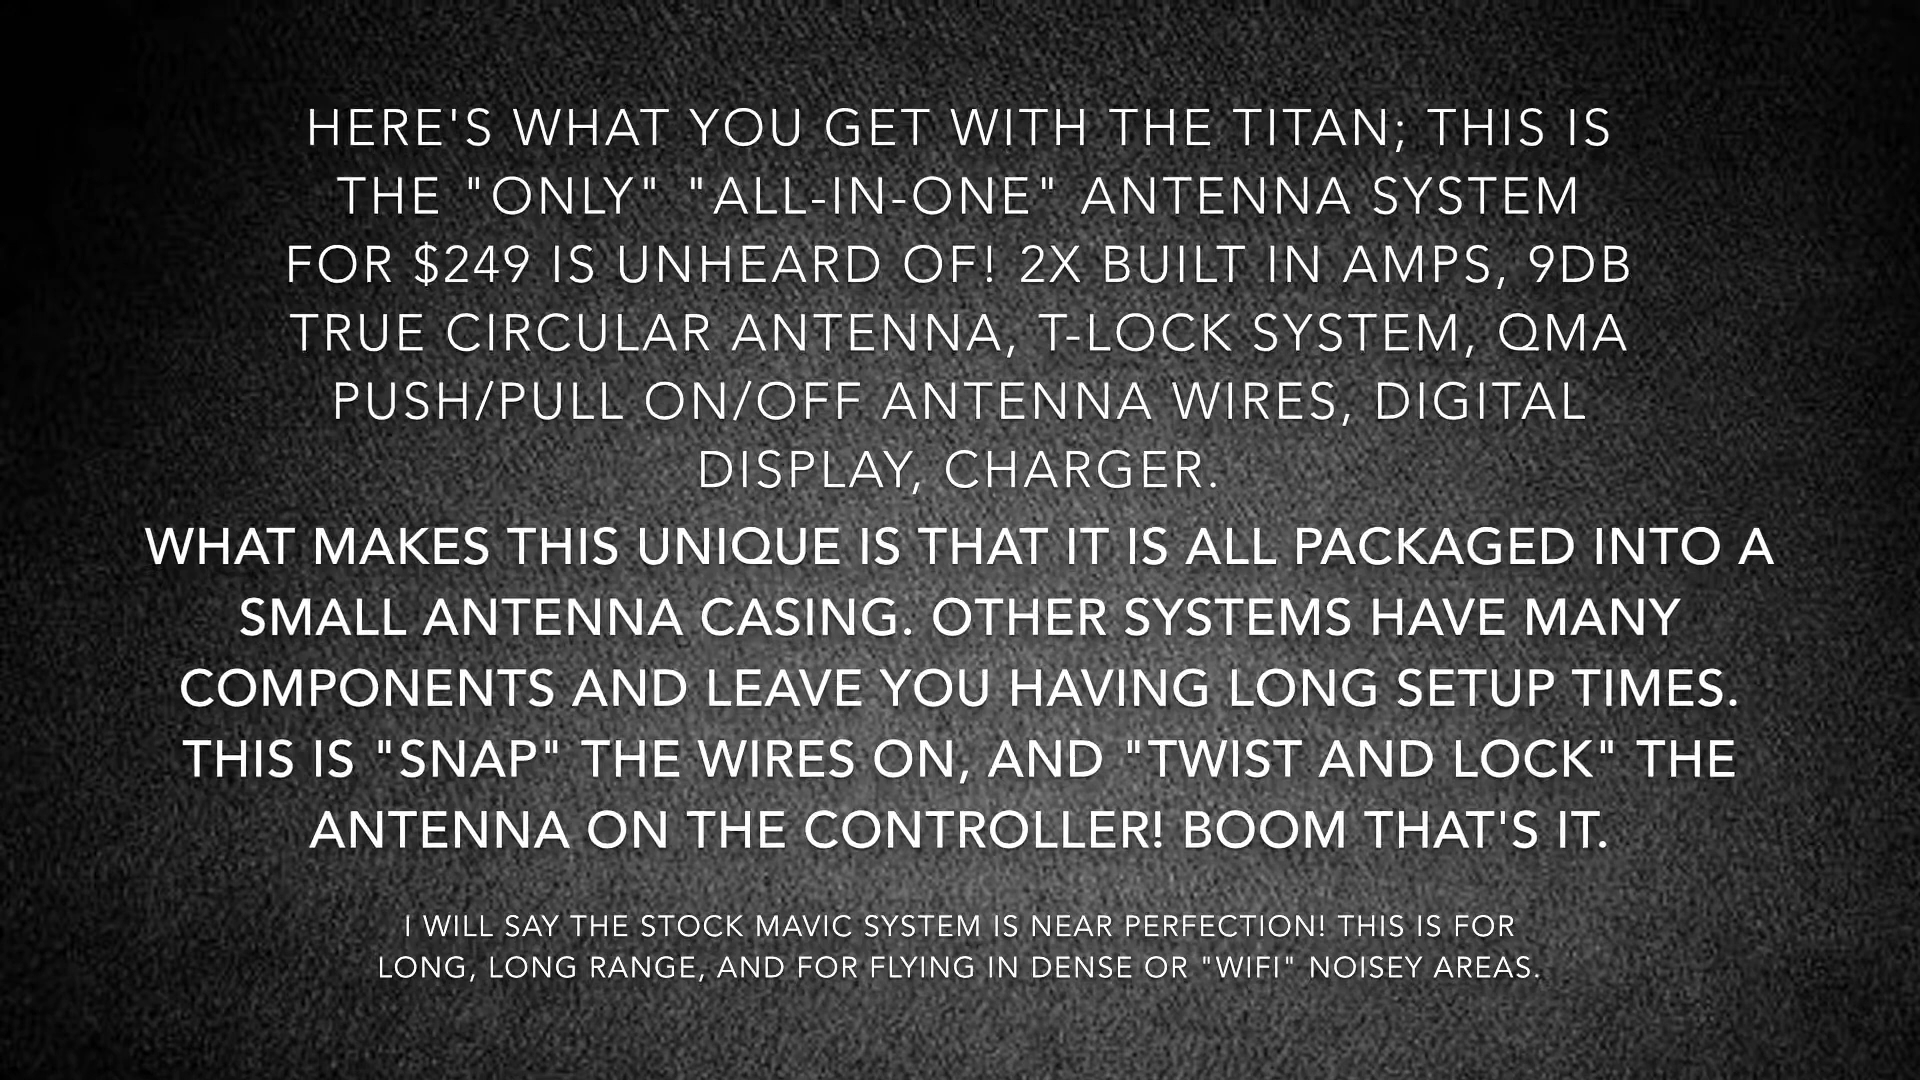 HERE'S WHAT YOU GET WITH THE TITAN; THIS IS
THE "ONLY" "ALL-IN-ONE" ANTENNA SYSTEM
FOR $249 IS UNHEARD OF! 2X BUILT IN AMPS, 9DB
TRUE CIRCULAR ANTENNA, T-LOCK SYSTEM, QMA
PUSH/PULL ON/OFF ANTENNA WIRES, DIGITAL
DISPLAY, CHARGER.
WHAT MAKES THIS UNIQUE IS THAT IT IS ALL PACKAGED INTO A
SMALL ANTENNA CASING. OTHER SYSTEMS HAVE MANY
COMPONENTS AND LEAVE YOU HAVING LONG SETUP TIMES.
THIS IS "SNAP" THE WIRES ON, AND "TWIST AND LOCK" THE
ANTENNA ON THE CONTROLLER! BOOM THAT'S IT.
I WILL SAY THE STOCK MAVIC SYSTEM IS NEAR PERFECTION! THIS IS FOR
LONG, LONG RANGE, AND FOR FLYING IN DENSE OR "WIFI" NOISEY AREAS.